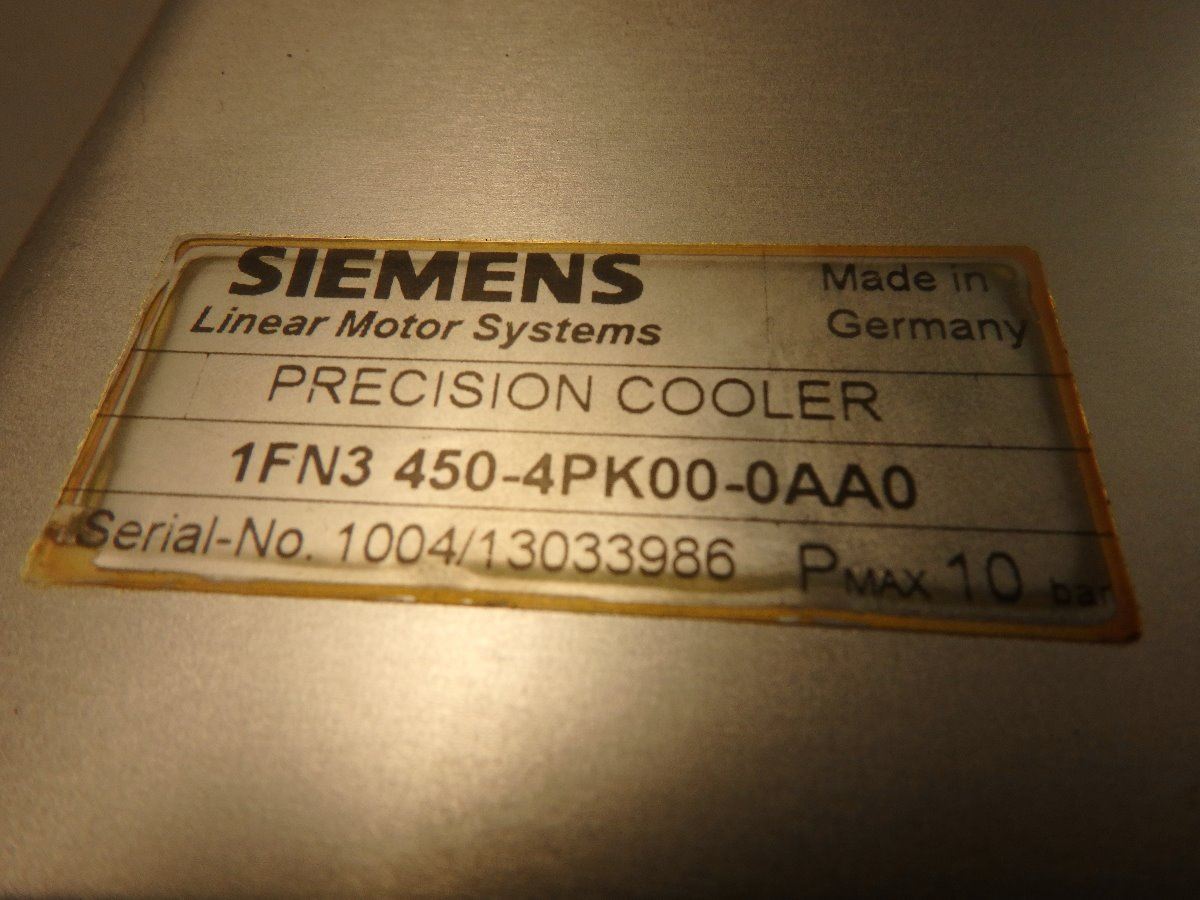 SIEMENS
Made in
Linear Motor Systems
Germany
PRECISION COOLER
1FN3 450-4PK00-0AA0
Serial-No. 1004/13033986 PMAX 10 bar